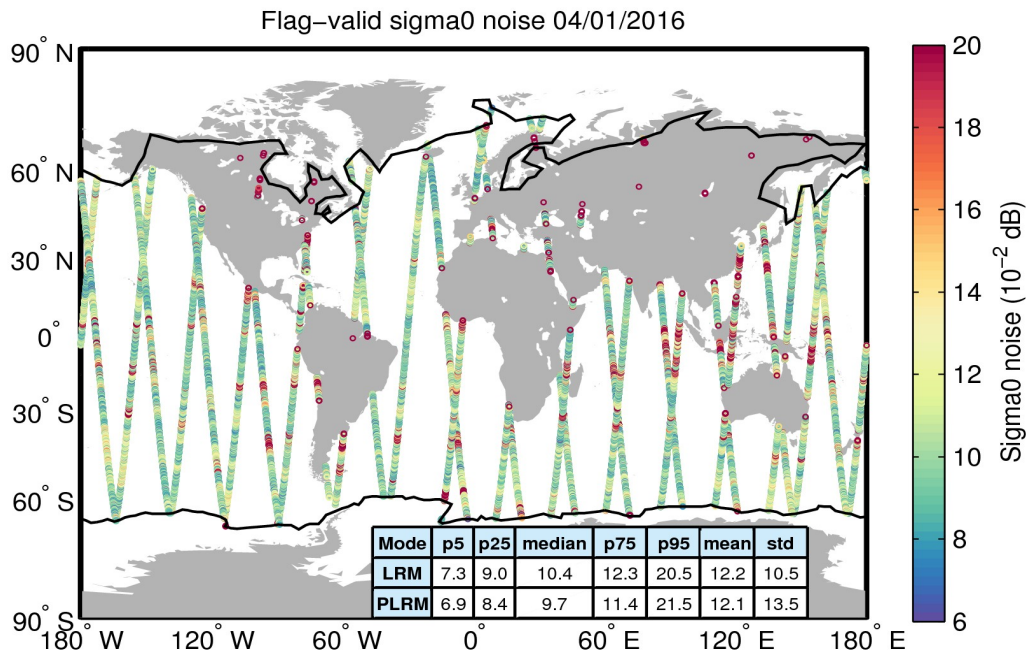 Flag−valid sigma0 noise 04/01/2016
90° N
60° N
30° N
0°
30° S
60° S
90° S
180° W
120° W
60° W
0°
60° E
120° E
180° E
Mode p5 p25 median p75 p95 mean std
LRM 7.3 9.0 10.4 12.3 20.5 12.2 10.5
PLRM 6.9 8.4 9.7 11.4 21.5 12.1 13.5
20
18
16
14
12
10
8
6
Sigma0 noise (10⁻² dB)